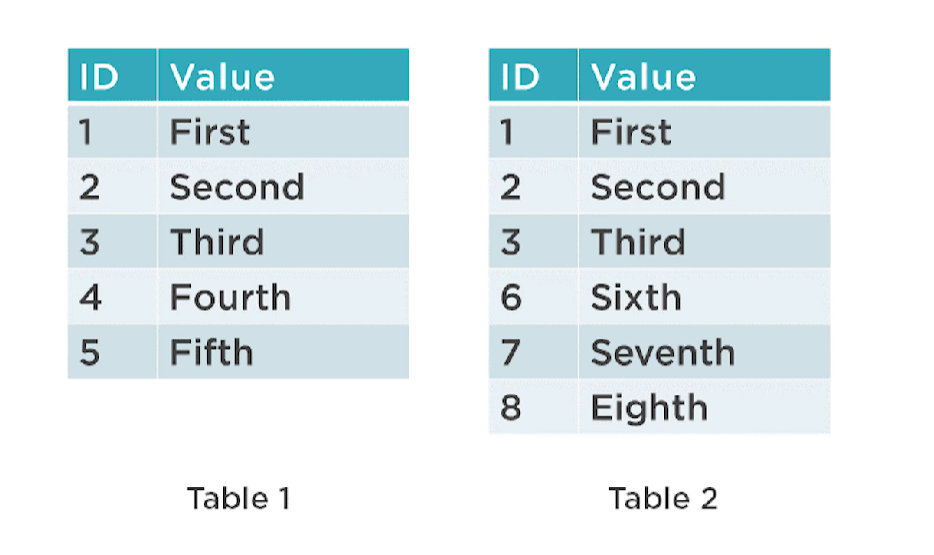 ID Value
1 First
2 Second
3 Third
4 Fourth
5 Fifth
Table 1
ID Value
1 First
2 Second
3 Third
6 Sixth
7 Seventh
8 Eighth
Table 2